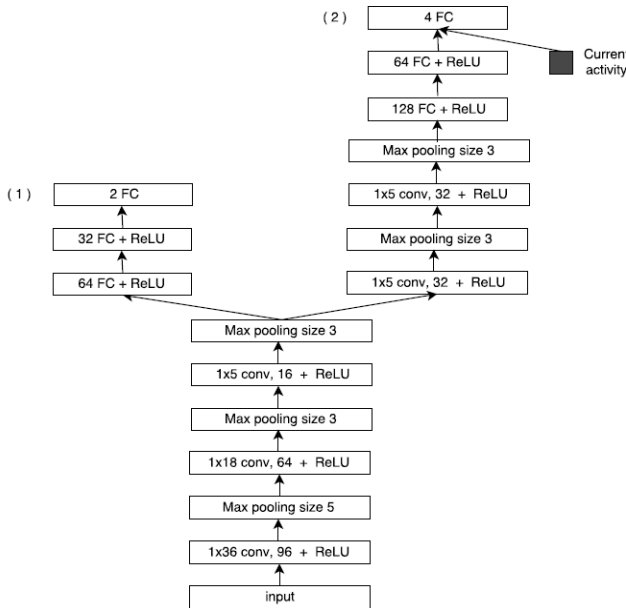 ( 2 )
4 FC
64 FC + ReLU
Current
activity
128 FC + ReLU
Max pooling size 3
( 1 )
2 FC
1x5 conv, 32 + ReLU
32 FC + ReLU
Max pooling size 3
64 FC + ReLU
1x5 conv, 32 + ReLU
Max pooling size 3
1x5 conv, 16 + ReLU
Max pooling size 3
1x18 conv, 64 + ReLU
Max pooling size 5
1x36 conv, 96 + ReLU
input